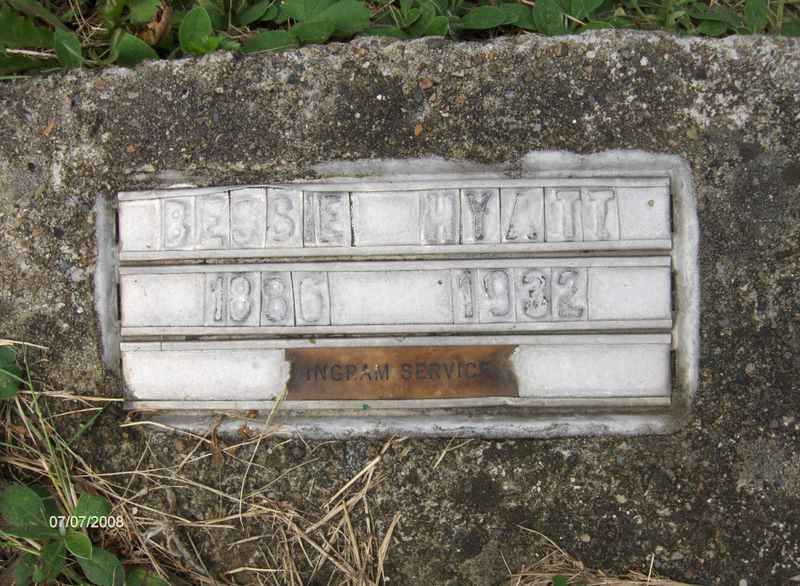 BESSIE HYATT
1886 1932
INGRAM SERVICE
07/07/2008